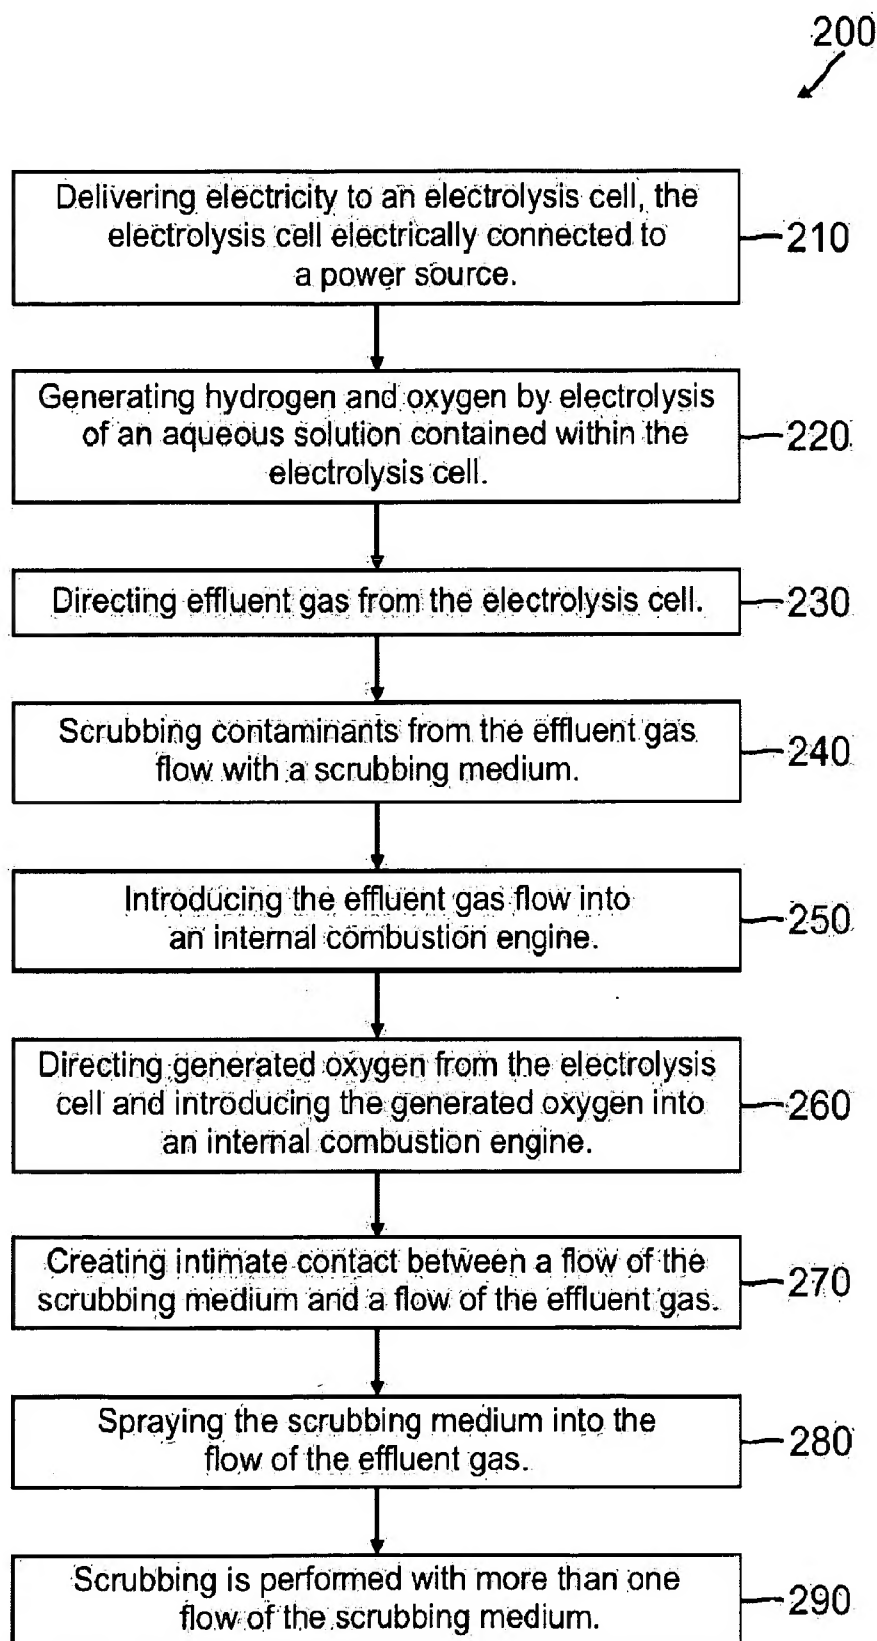 200
Delivering electricity to an electrolysis cell, the
electrolysis cell electrically connected to
a power source.
210
Generating hydrogen and oxygen by electrolysis
of an aqueous solution contained within the
electrolysis cell.
220
Directing effluent gas from the electrolysis cell.
230
Scrubbing contaminants from the effluent gas
flow with a scrubbing medium.
240
Introducing the effluent gas flow into
an internal combustion engine.
250
Directing generated oxygen from the electrolysis
cell and introducing the generated oxygen into
an internal combustion engine.
260
Creating intimate contact between a flow of the
scrubbing medium and a flow of the effluent gas.
270
Spraying the scrubbing medium into the
flow of the effluent gas.
280
Scrubbing is performed with more than one
flow of the scrubbing medium.
290